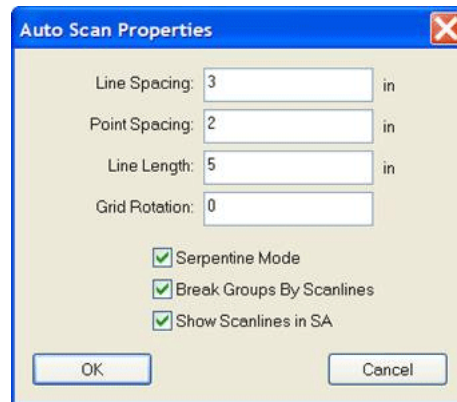 Auto Scan Properties
Line Spacing: 3 in
Point Spacing: 2 in
Line Length: 5 in
Grid Rotation: 0
Serpentine Mode
Break Groups By Scanlines
Show Scanlines in SA
OK Cancel